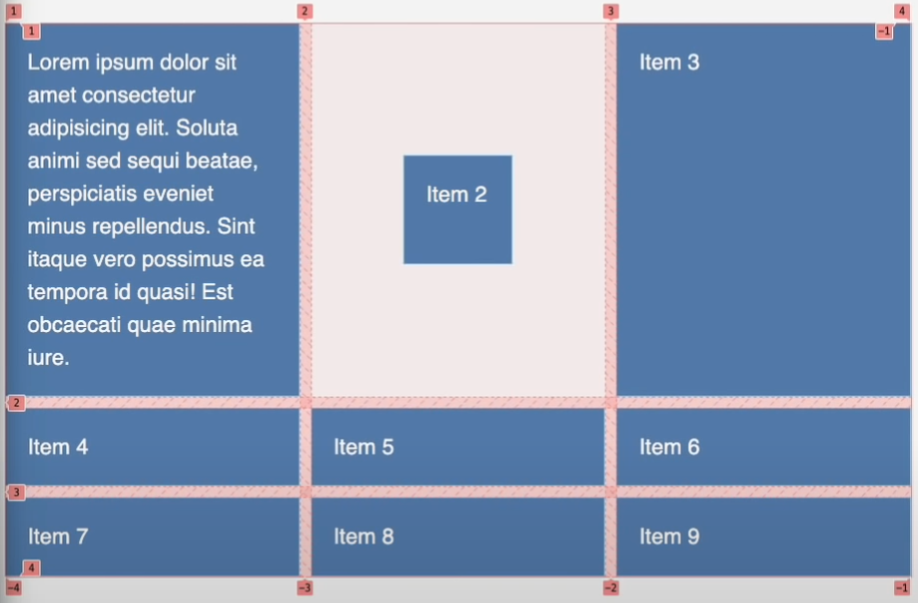 1 2 3 4
1 −1
Lorem ipsum dolor sit
amet consectetur
adipisicing elit. Soluta
animi sed sequi beatae,
perspiciatis eveniet
minus repellendus. Sint
itaque vero possimus ea
tempora id quasi! Est
obcaecati quae minima
iure.
Item 2
Item 3
2
Item 4
Item 5
Item 6
3
Item 7
Item 8
Item 9
4
−4 −3 −2 −1